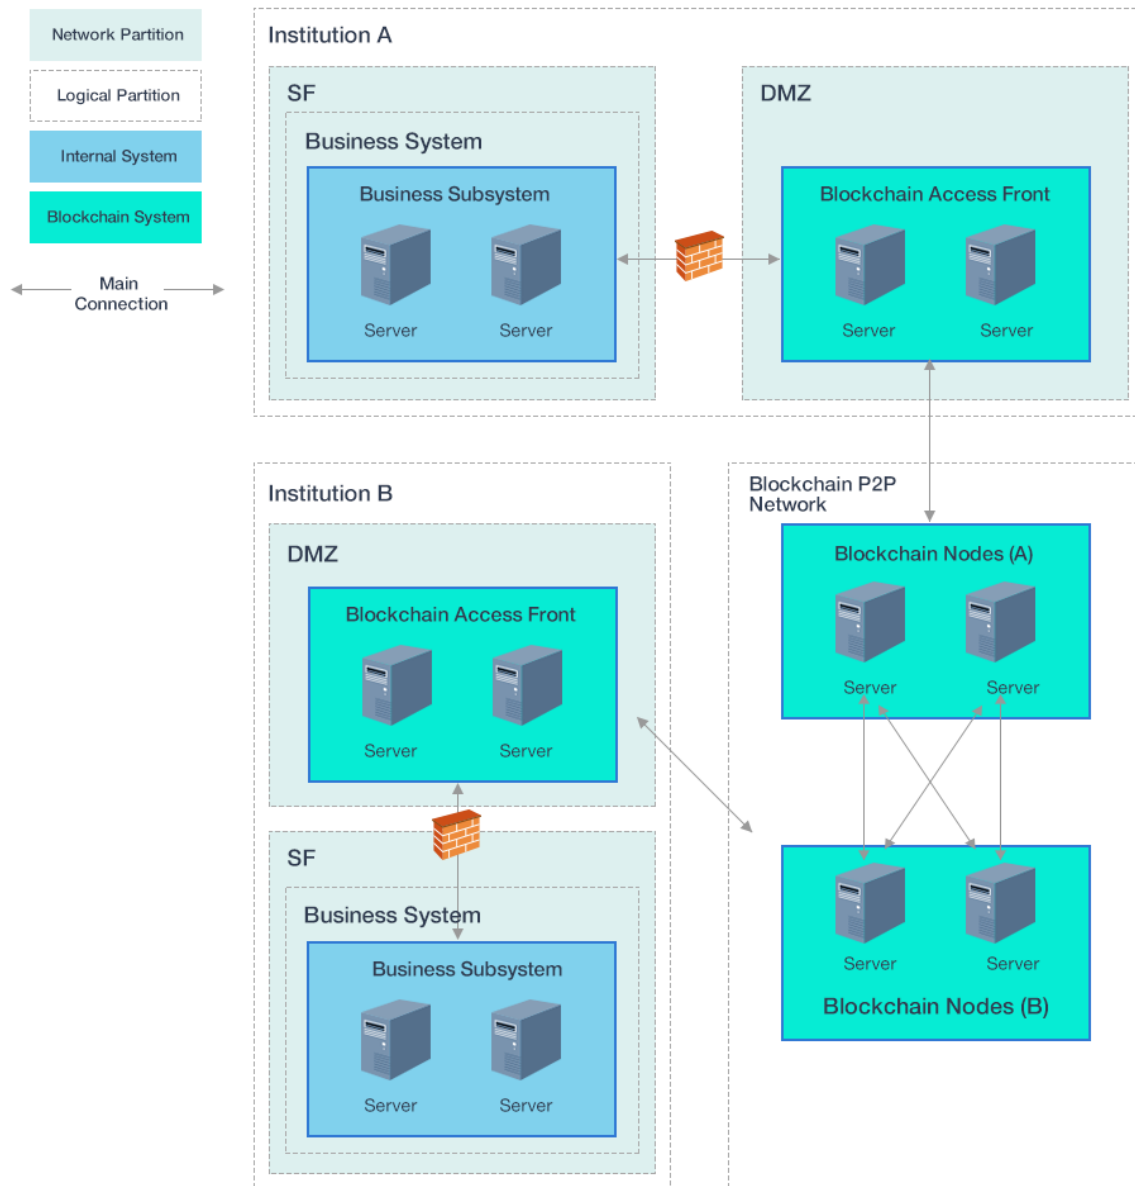 Network Partition
Logical Partition
Internal System
Blockchain System
Main
Connection
Institution A
SF
Business System
Business Subsystem
Server
Server
DMZ
Blockchain Access Front
Server
Server
Institution B
DMZ
Blockchain Access Front
Server
Server
SF
Business System
Business Subsystem
Server
Server
Blockchain P2P
Network
Blockchain Nodes (A)
Server
Server
Server
Server
Blockchain Nodes (B)